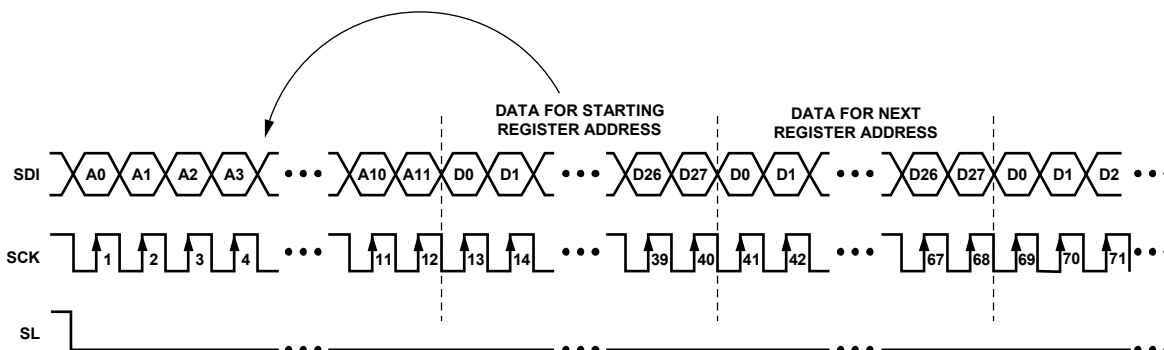 DATA FOR STARTING
REGISTER ADDRESS
DATA FOR NEXT
REGISTER ADDRESS
SDI A0 A1 A2 A3 ••• A10 A11 D0 D1 ••• D26 D27 D0 D1 ••• D26 D27 D0 D1 D2 •••
SCK 1 2 3 4 ••• 11 12 13 14 ••• 39 40 41 42 ••• 67 68 69 70 71 •••
SL ••• ••• ••• •••